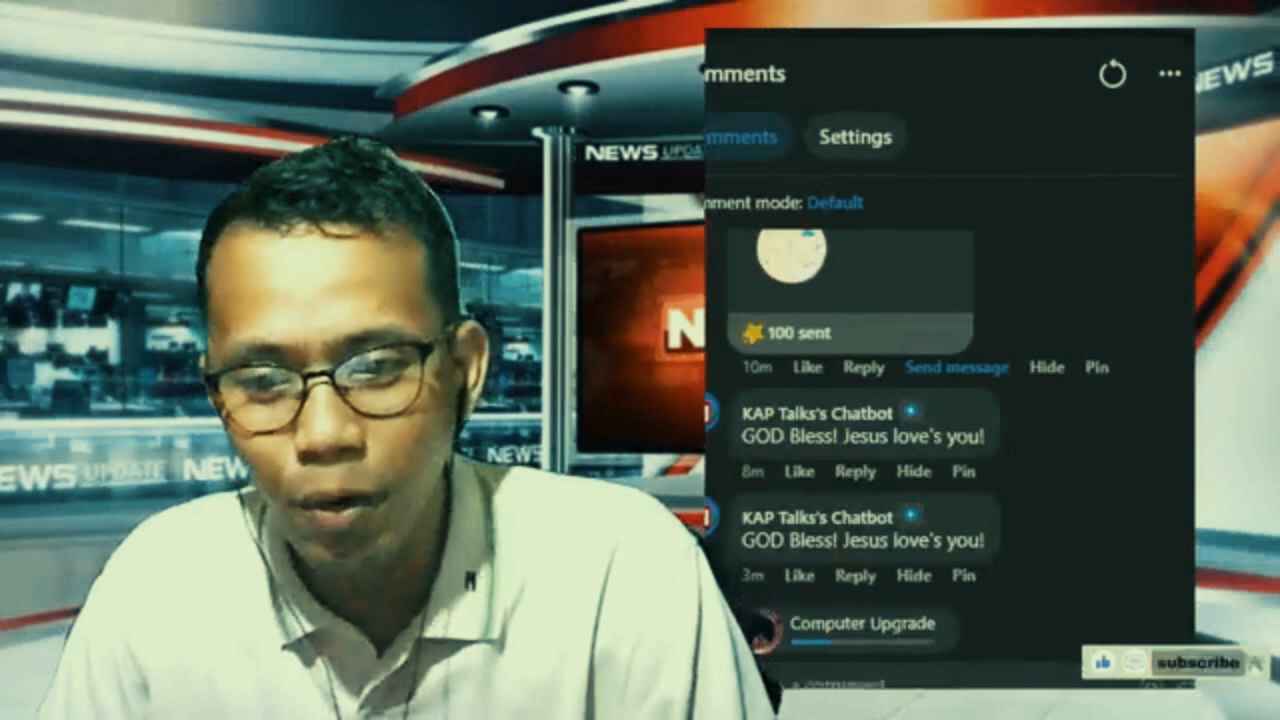 mments
mments
Settings
mment mode: Default
100 sent
10m Like Reply Send message Hide Pin
KAP Talks's Chatbot
GOD Bless! Jesus love's you!
8m Like Reply Hide Pin
KAP Talks's Chatbot
GOD Bless! Jesus love's you!
3m Like Reply Hide Pin
Computer Upgrade
subscribe
NEWS UPDA
NEWS
N
NEWS UPDATE NEW
NEWS